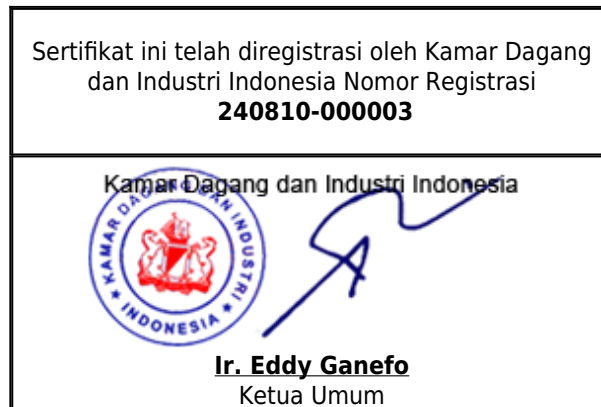 Sertifikat ini telah diregistrasi oleh Kamar Dagang
dan Industri Indonesia Nomor Registrasi
240810-000003
Kamar Dagang dan Industri Indonesia
KAMAR DAGANG DAN INDUSTRI
★ INDONESIA ★
Ir. Eddy Ganefo
Ketua Umum